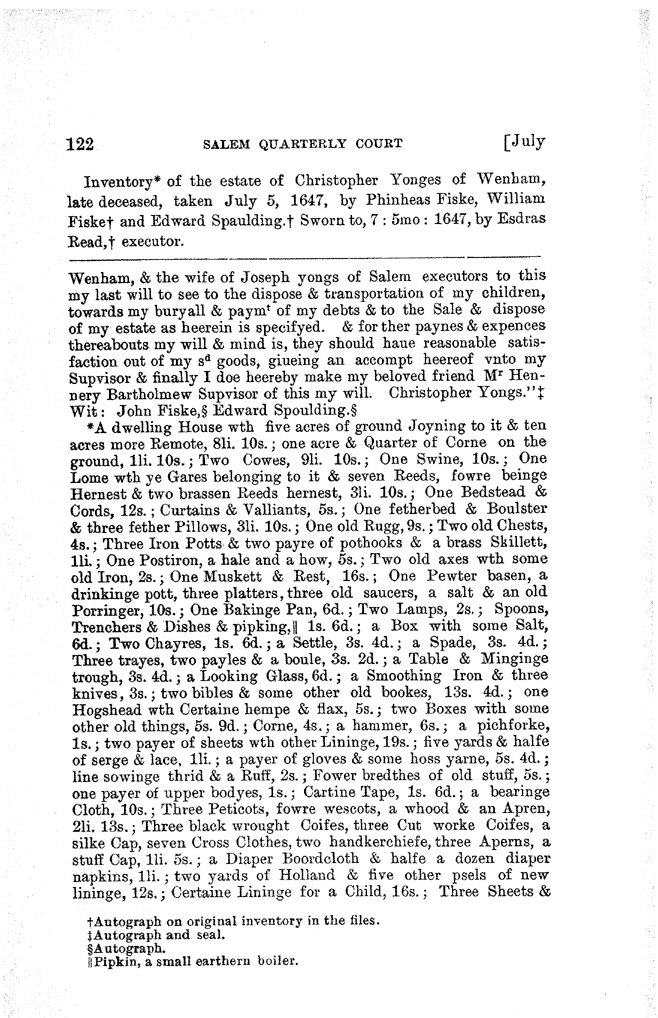 122 SALEM QUARTERLY COURT [July
Inventory* of the estate of Christopher Yonges of Wenham,
late deceased, taken July 5, 1647, by Phinheas Fiske, William
Fiske† and Edward Spaulding.† Sworn to, 7 : 5mo : 1647, by Esdras
Read,† executor.
Wenham, & the wife of Joseph yongs of Salem executors to this
my last will to see to the dispose & transportation of my children,
towards my buryall & paymᵗ of my debts & to the Sale & dispose
of my estate as heerein is specifyed. & for ther paynes & expences
thereabouts my will & mind is, they should haue reasonable satis-
faction out of my sᵈ goods, giueing an accompt heereof vnto my
Supvisor & finally I doe heereby make my beloved friend Mʳ Hen-
nery Bartholmew Supvisor of this my will. Christopher Yongs."‡
Wit: John Fiske,§ Edward Spoulding.§
*A dwelling House wth five acres of ground Joyning to it & ten
acres more Remote, 8li. 10s.; one acre & Quarter of Corne on the
ground, 1li. 10s.; Two Cowes, 9li. 10s.; One Swine, 10s.; One
Lome wth ye Gares belonging to it & seven Reeds, fowre beinge
Hernest & two brassen Reeds hernest, 3li. 10s.; One Bedstead &
Cords, 12s.; Curtains & Valliants, 5s.; One fetherbed & Boulster
& three fether Pillows, 3li. 10s.; One old Rugg, 9s.; Two old Chests,
4s.; Three Iron Potts & two payre of pothooks & a brass Skillett,
1li.; One Postiron, a hale and a how, 5s.; Two old axes wth some
old Iron, 2s.; One Muskett & Rest, 16s.; One Pewter basen, a
drinkinge pott, three platters, three old saucers, a salt & an old
Porringer, 10s.; One Bakinge Pan, 6d.; Two Lamps, 2s.; Spoons,
Trenchers & Dishes & pipking,‖ 1s. 6d.; a Box with some Salt,
6d.; Two Chayres, 1s. 6d.; a Settle, 3s. 4d.; a Spade, 3s. 4d.;
Three trayes, two payles & a boule, 3s. 2d.; a Table & Minginge
trough, 3s. 4d.; a Looking Glass, 6d.; a Smoothing Iron & three
knives, 3s.; two bibles & some other old bookes, 13s. 4d.; one
Hogshead wth Certaine hempe & flax, 5s.; two Boxes with some
other old things, 5s. 9d.; Corne, 4s.; a hammer, 6s.; a pichforke,
1s.; two payer of sheets wth other Lininge, 19s.; five yards & halfe
of serge & lace, 1li.; a payer of gloves & some hoss yarne, 5s. 4d.;
line sowinge thrid & a Ruff, 2s.; Fower bredthes of old stuff, 5s.;
one payer of upper bodyes, 1s.; Cartine Tape, 1s. 6d.; a bearinge
Cloth, 10s.; Three Peticots, fowre wescots, a whood & an Apren,
2li. 13s.; Three black wrought Coifes, three Cut worke Coifes, a
silke Cap, seven Cross Clothes, two handkerchiefe, three Aperns, a
stuff Cap, 1li. 5s.; a Diaper Boordcloth & halfe a dozen diaper
napkins, 1li.; two yards of Holland & five other psels of new
lininge, 12s.; Certaine Lininge for a Child, 16s.; Three Sheets &
†Autograph on original inventory in the files.
‡Autograph and seal.
§Autograph.
‖Pipkin, a small earthern boiler.